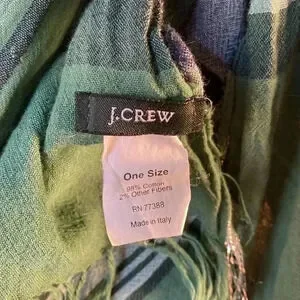 J.CREW
One Size
98% Cotton
2% Other Fibers
RN 77388
Made in Italy